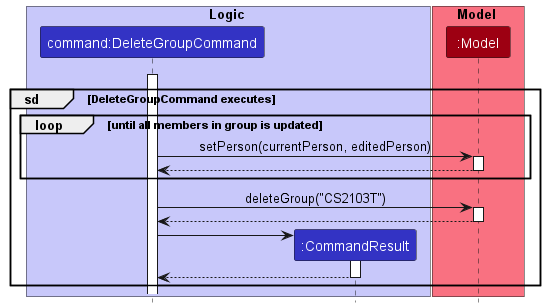 Logic
Model
command:DeleteGroupCommand
:Model
sd [DeleteGroupCommand executes]
loop [until all members in group is updated]
setPerson(currentPerson, editedPerson)
deleteGroup("CS2103T")
:CommandResult